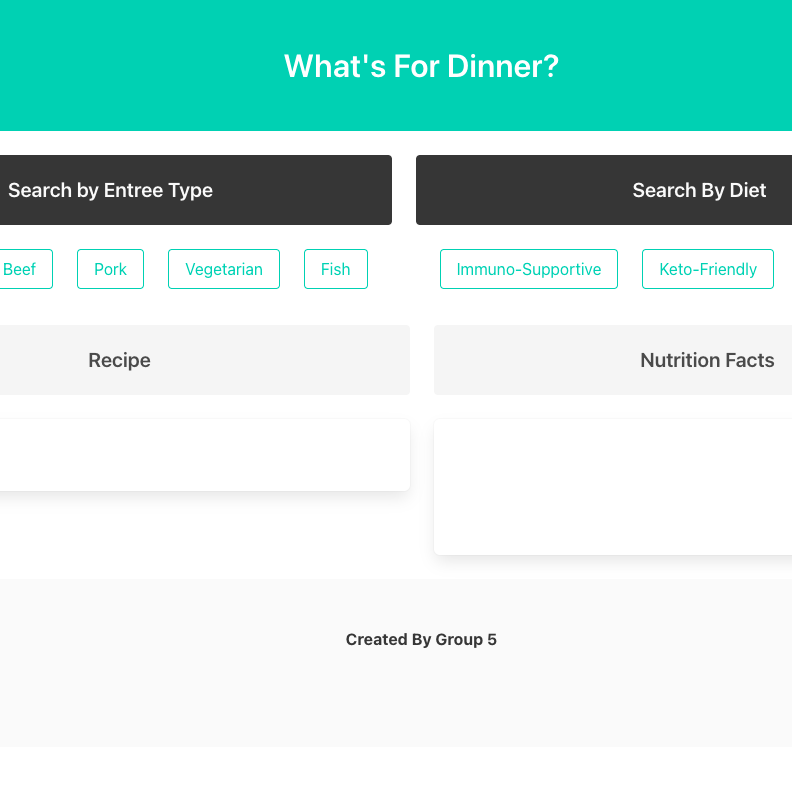 What's For Dinner?
Search by Entree Type
Search By Diet
Beef
Pork
Vegetarian
Fish
Immuno-Supportive
Keto-Friendly
Recipe
Nutrition Facts
Created By Group 5